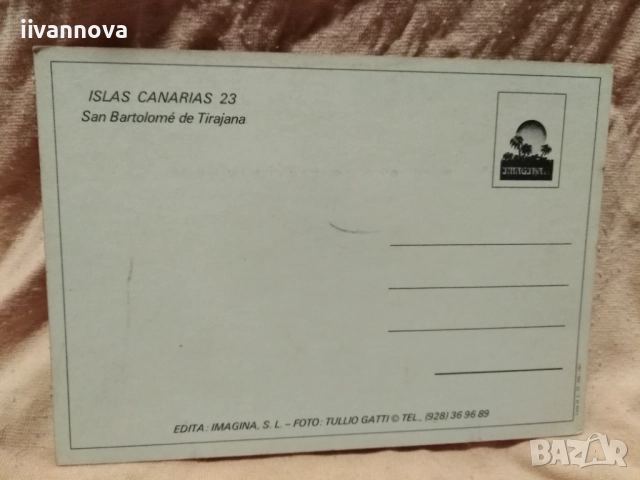 iivannova
ISLAS CANARIAS 23
San Bartolomé de Tirajana
IMAGINA
EDITA: IMAGINA, S. L. – FOTO: TULLIO GATTI © TEL., (928) 36 96 89
BAZAR